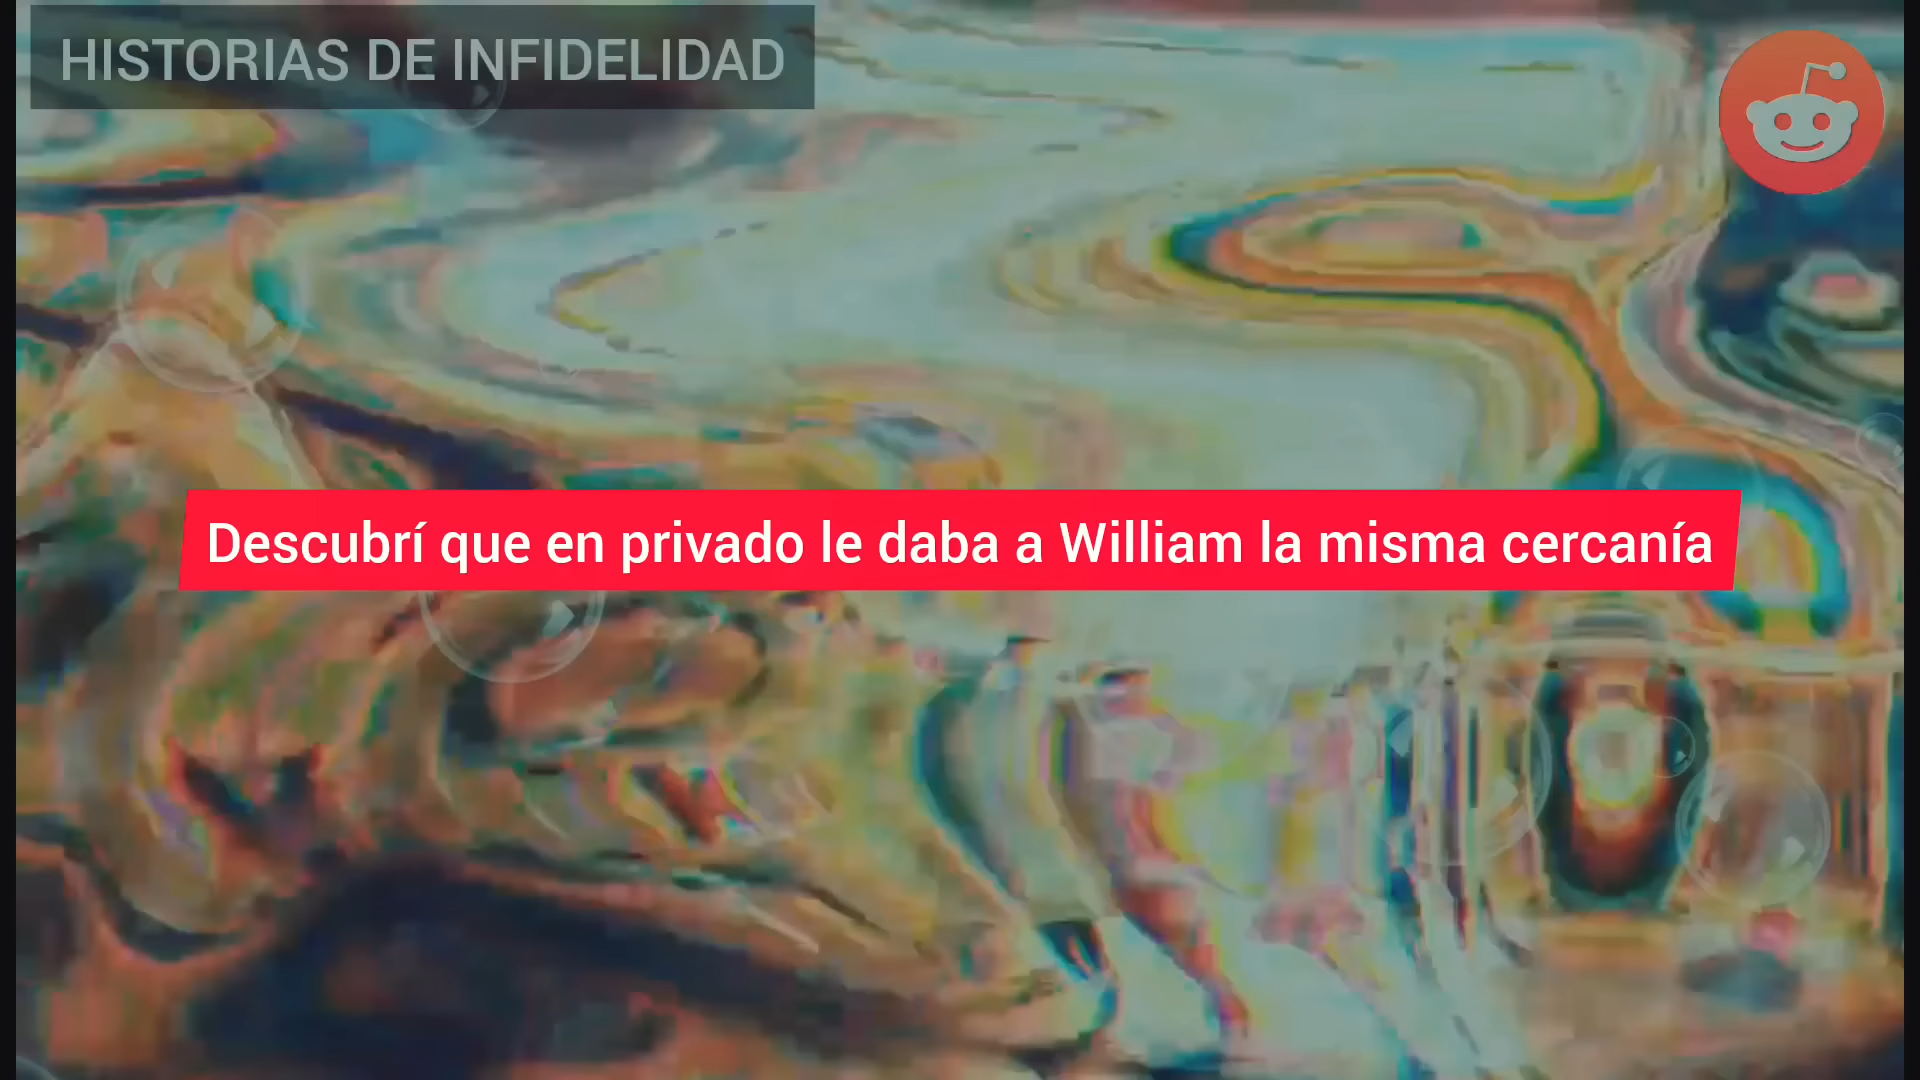 HISTORIAS DE INFIDELIDAD
Descubrí que en privado le daba a William la misma cercanía